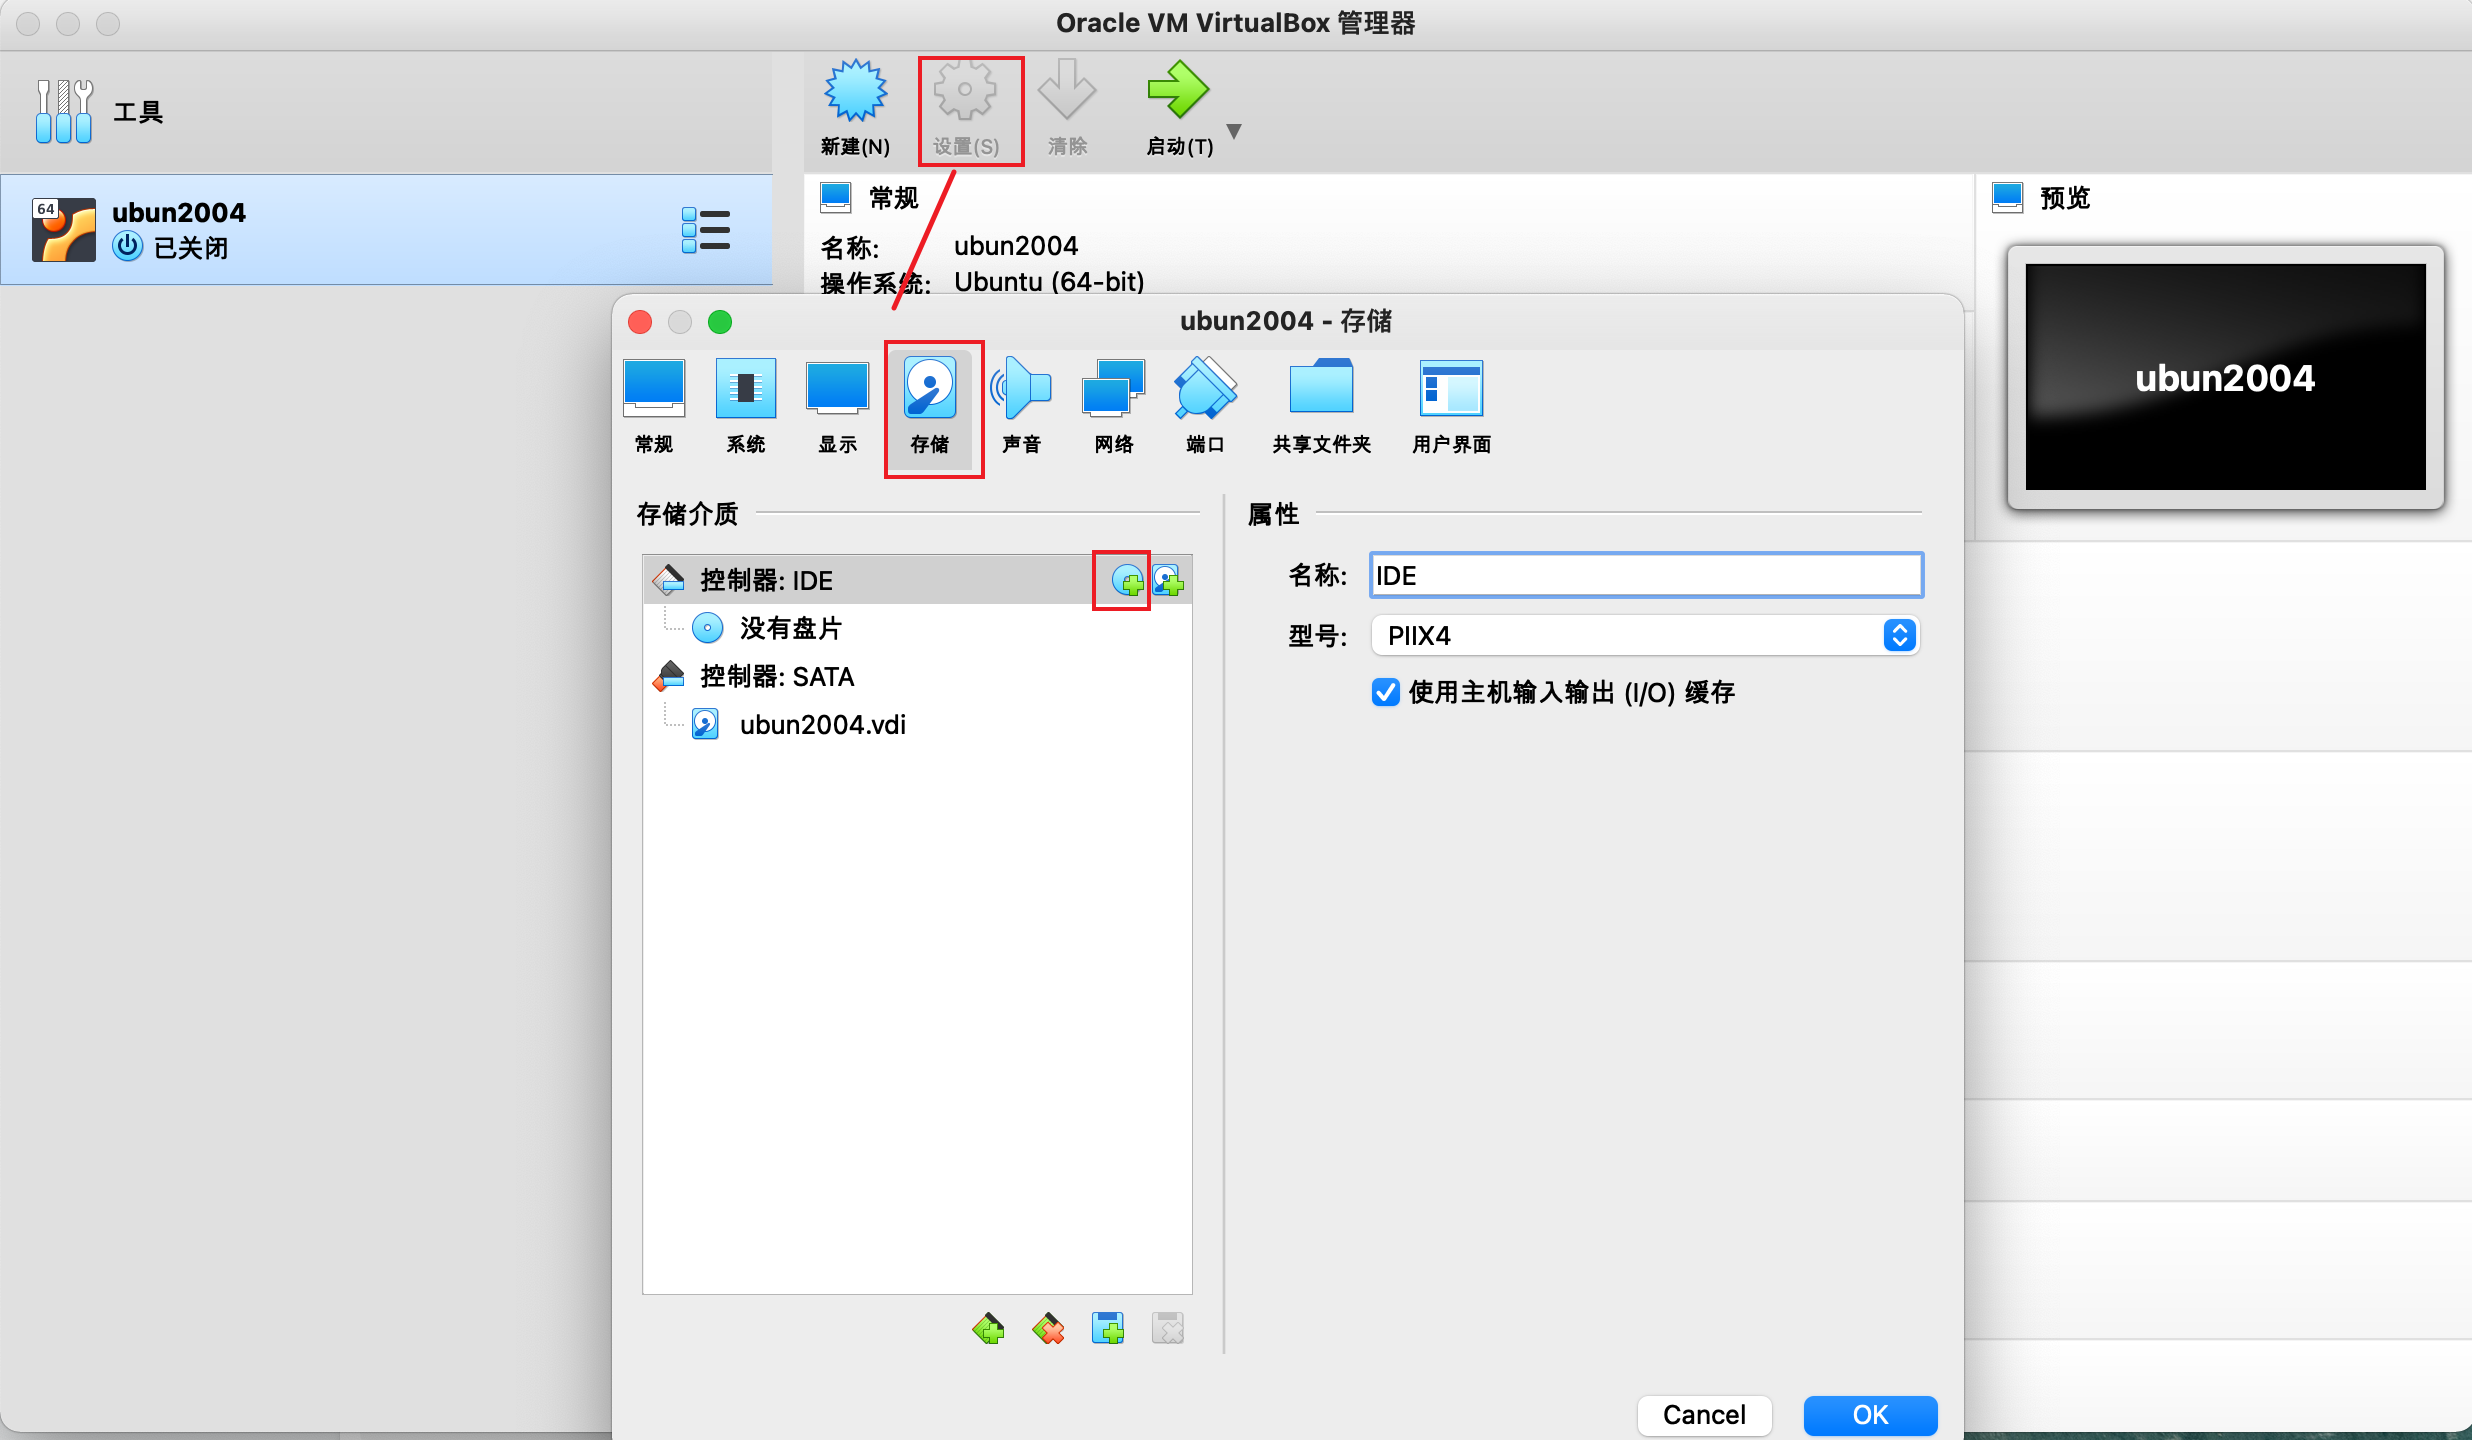 Oracle VM VirtualBox 管理器
工具
新建(N)
设置(S)
清除
启动(T)
64
ubun2004
已关闭
常规
名称:
ubun2004
操作系统:
Ubuntu (64-bit)
预览
ubun2004
ubun2004 - 存储
常规
系统
显示
存储
声音
网络
端口
共享文件夹
用户界面
存储介质
控制器: IDE
没有盘片
控制器: SATA
ubun2004.vdi
属性
名称:
IDE
型号:
PIIX4
使用主机输入输出 (I/O) 缓存
Cancel
OK